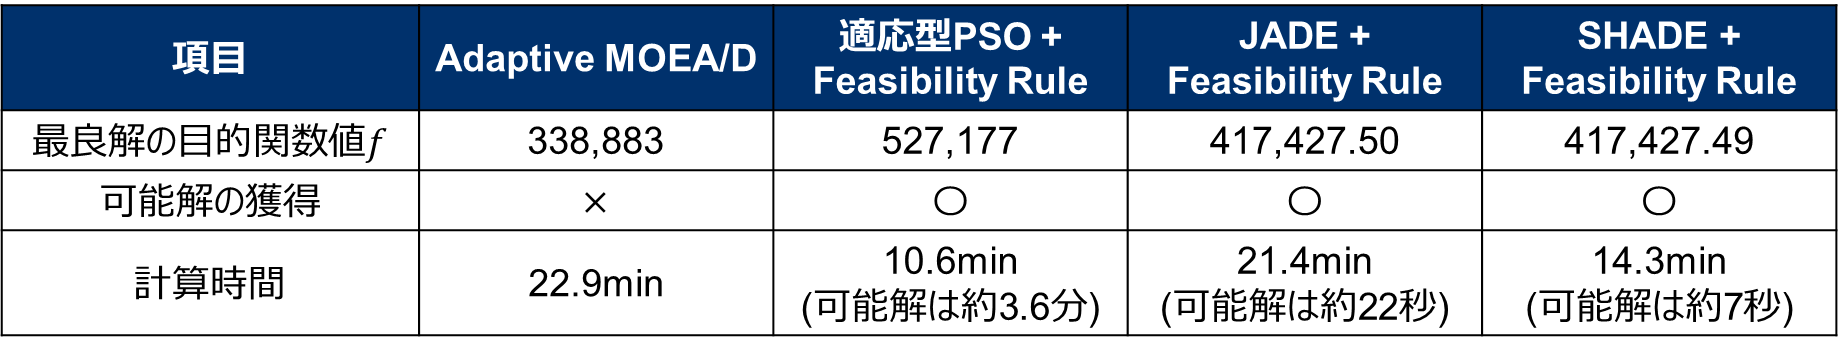 項目
Adaptive MOEA/D
適応型PSO +
Feasibility Rule
JADE +
Feasibility Rule
SHADE +
Feasibility Rule
最良解の目的関数値f
338,883
527,177
417,427.50
417,427.49
可能解の獲得
×
〇
〇
〇
計算時間
22.9min
10.6min
(可能解は約3.6分)
21.4min
(可能解は約22秒)
14.3min
(可能解は約7秒)